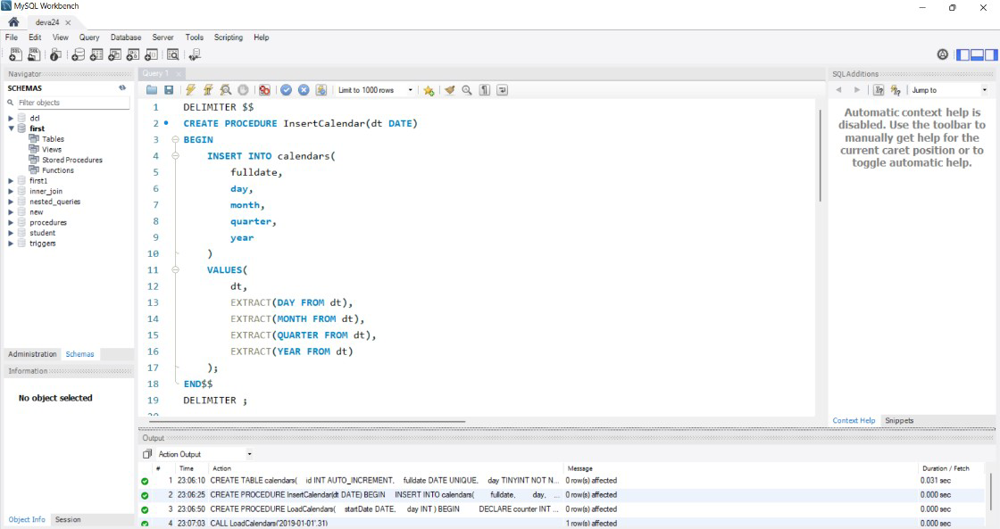 MySQL Workbench
deva24
File Edit View Query Database Server Tools Scripting Help
Navigator
SCHEMAS
Filter objects
dcl
first
Tables
Views
Stored Procedures
Functions
first1
inner_join
nested_queries
new
procedures
student
triggers
Administration Schemas
Information
No object selected
Object Info Session
Query 1
Limit to 1000 rows
1 DELIMITER $$
2 CREATE PROCEDURE InsertCalendar(dt DATE)
3 BEGIN
4 INSERT INTO calendars(
5 fulldate,
6 day,
7 month,
8 quarter,
9 year
10 )
11 VALUES(
12 dt,
13 EXTRACT(DAY FROM dt),
14 EXTRACT(MONTH FROM dt),
15 EXTRACT(QUARTER FROM dt),
16 EXTRACT(YEAR FROM dt)
17 );
18 END$$
19 DELIMITER ;
20
SQLAdditions
Jump to
Automatic context help is
disabled. Use the toolbar to
manually get help for the
current caret position or to
toggle automatic help.
Context Help Snippets
Output
Action Output
# Time Action Message Duration / Fetch
1 23:06:10 CREATE TABLE calendars( id INT AUTO_INCREMENT, fulldate DATE UNIQUE, day TINYINT NOT N... 0 row(s) affected 0.031 sec
2 23:06:25 CREATE PROCEDURE InsertCalendar(dt DATE) BEGIN INSERT INTO calendars( fulldate, day, ... 0 row(s) affected 0.000 sec
3 23:06:50 CREATE PROCEDURE LoadCalendars( startDate DATE, day INT ) BEGIN DECLARE counter INT ... 0 row(s) affected 0.000 sec
4 23:07:03 CALL LoadCalendars('2019-01-01',31) 1 row(s) affected 0.000 sec